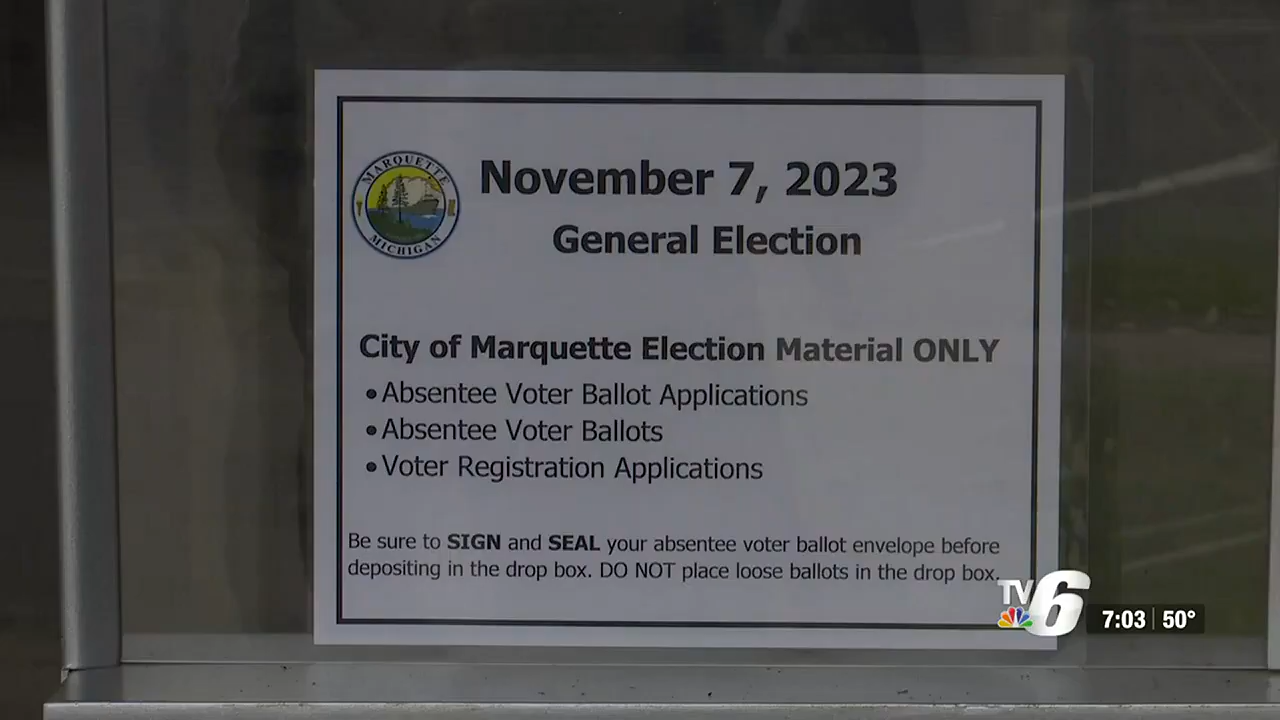 MARQUETTE
MICHIGAN
November 7, 2023
General Election
City of Marquette Election Material ONLY
• Absentee Voter Ballot Applications
• Absentee Voter Ballots
• Voter Registration Applications
Be sure to SIGN and SEAL your absentee voter ballot envelope before
depositing in the drop box. DO NOT place loose ballots in the drop box.
TV6
7:03 50°